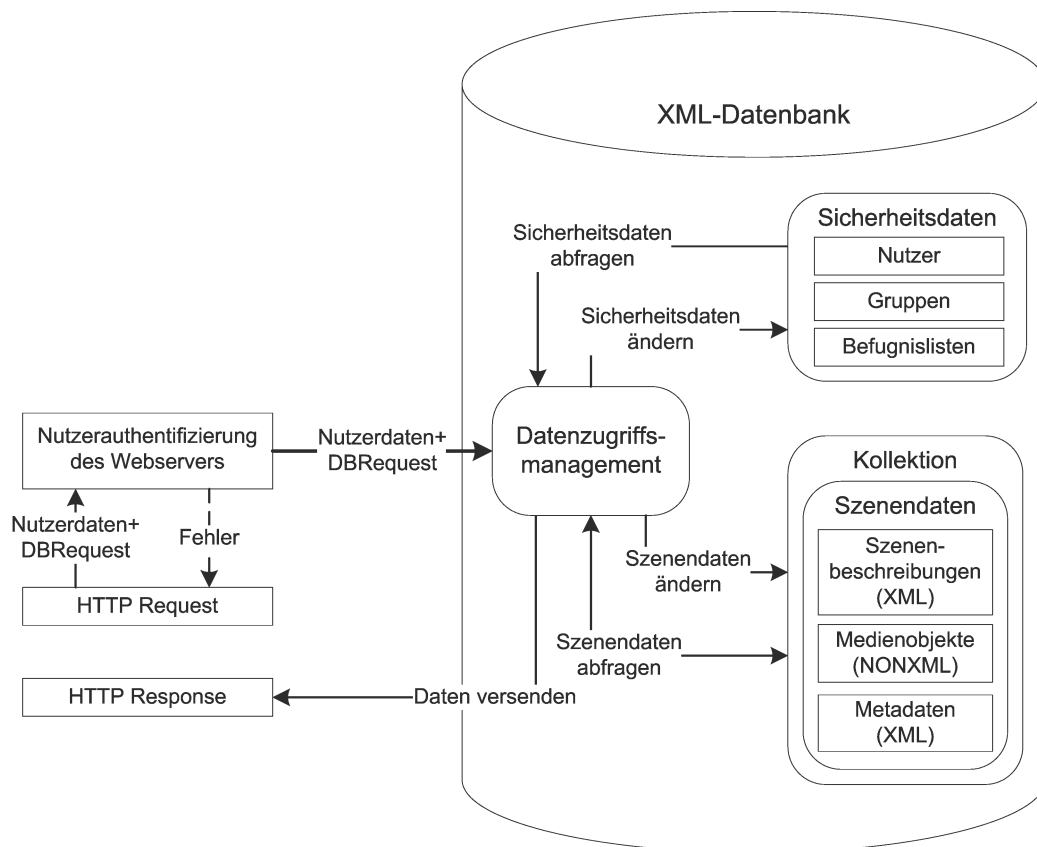 XML-Datenbank
Sicherheitsdaten
Nutzer
Gruppen
Befugnislisten
Sicherheitsdaten
abfragen
Sicherheitsdaten
ändern
Nutzerauthentifizierung
des Webservers
Nutzerdaten+
DBRequest
Datenzugriffs-
management
Nutzerdaten+
DBRequest
Fehler
HTTP Request
HTTP Response
Daten versenden
Szenendaten
ändern
Szenendaten
abfragen
Kollektion
Szenendaten
Szenen-
beschreibungen
(XML)
Medienobjekte
(NONXML)
Metadaten
(XML)